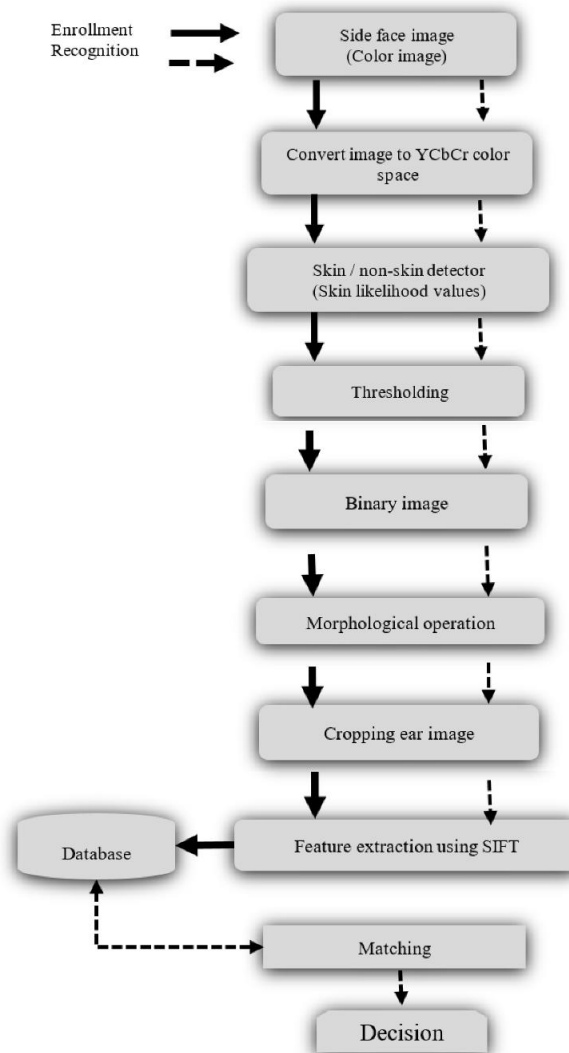 Enrollment
Recognition
Side face image
(Color image)
Convert image to YCbCr color
space
Skin / non-skin detector
(Skin likelihood values)
Thresholding
Binary image
Morphological operation
Cropping ear image
Feature extraction using SIFT
Database
Matching
Decision